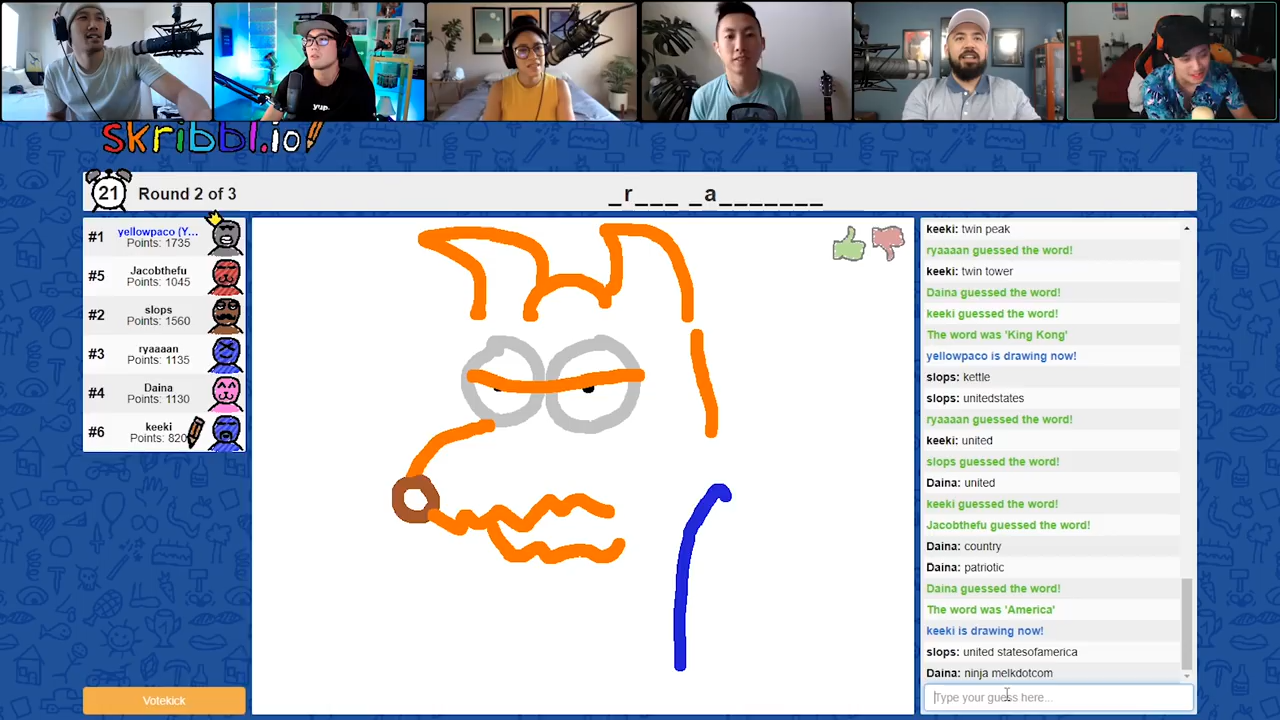 yup.
skribbl.io
21
Round 2 of 3
_r___ _a_______
#1 yellowpaco (Y...
Points: 1735
#5 Jacobthefu
Points: 1045
#2 slops
Points: 1560
#3 ryaaaan
Points: 1135
#4 Daina
Points: 1130
#6 keeki
Points: 820
Votekick
keeki: twin peak
ryaaaan guessed the word!
keeki: twin tower
Daina guessed the word!
keeki guessed the word!
The word was 'King Kong'
yellowpaco is drawing now!
slops: kettle
slops: unitedstates
ryaaaan guessed the word!
keeki: united
slops guessed the word!
Daina: united
keeki guessed the word!
Jacobthefu guessed the word!
Daina: country
Daina: patriotic
Daina guessed the word!
The word was 'America'
keeki is drawing now!
slops: united statesofamerica
Daina: ninja melkdotcom
Type your guess here...